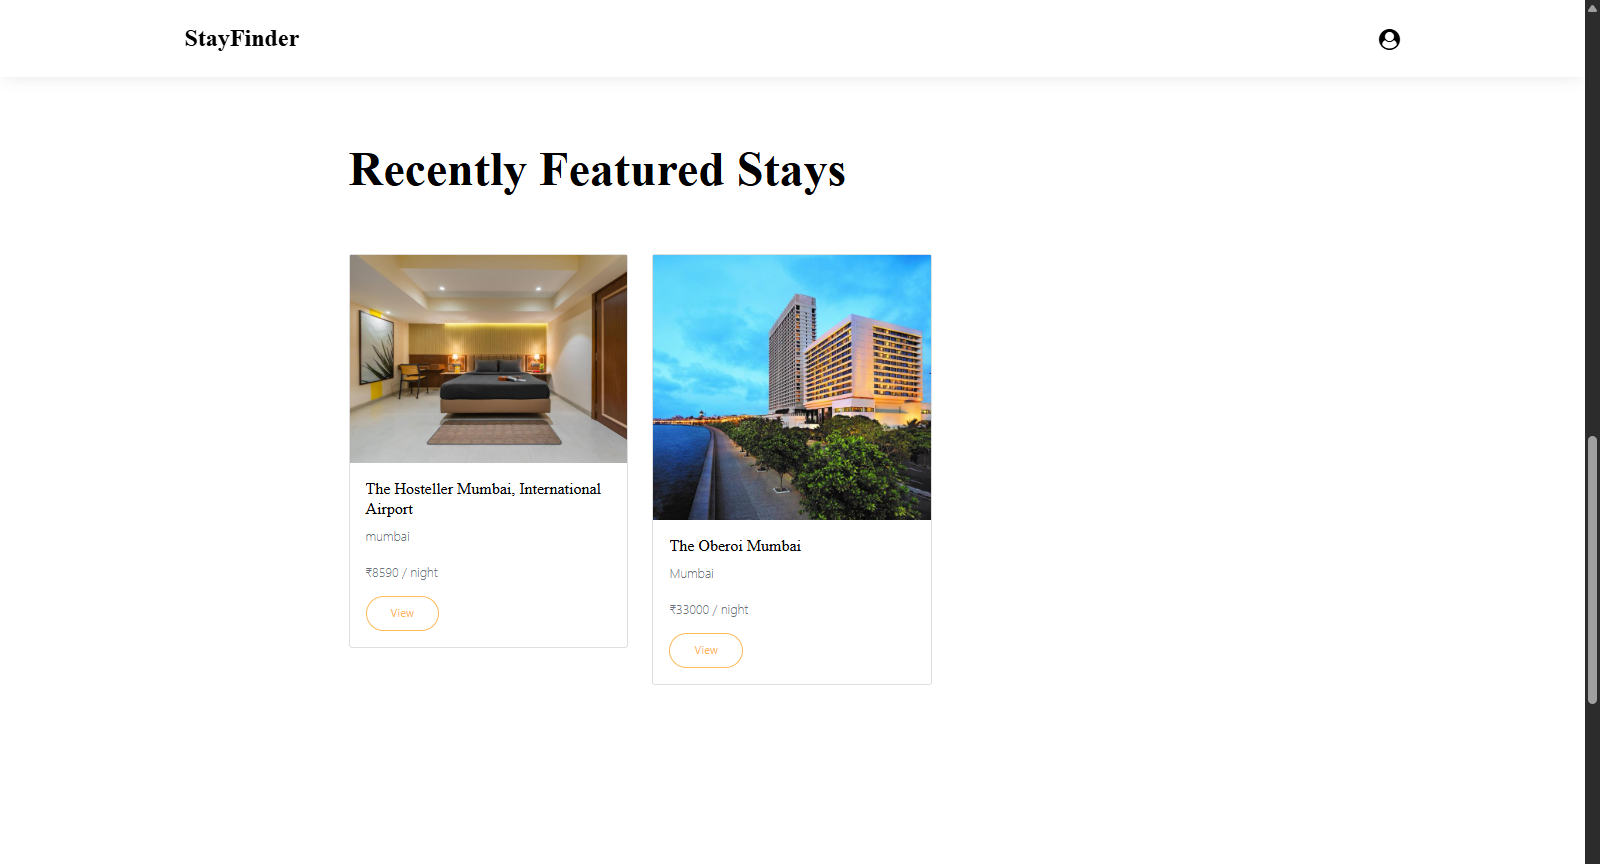 StayFinder
Recently Featured Stays
The Hosteller Mumbai, International
Airport
mumbai
₹8590 / night
View
The Oberoi Mumbai
Mumbai
₹33000 / night
View